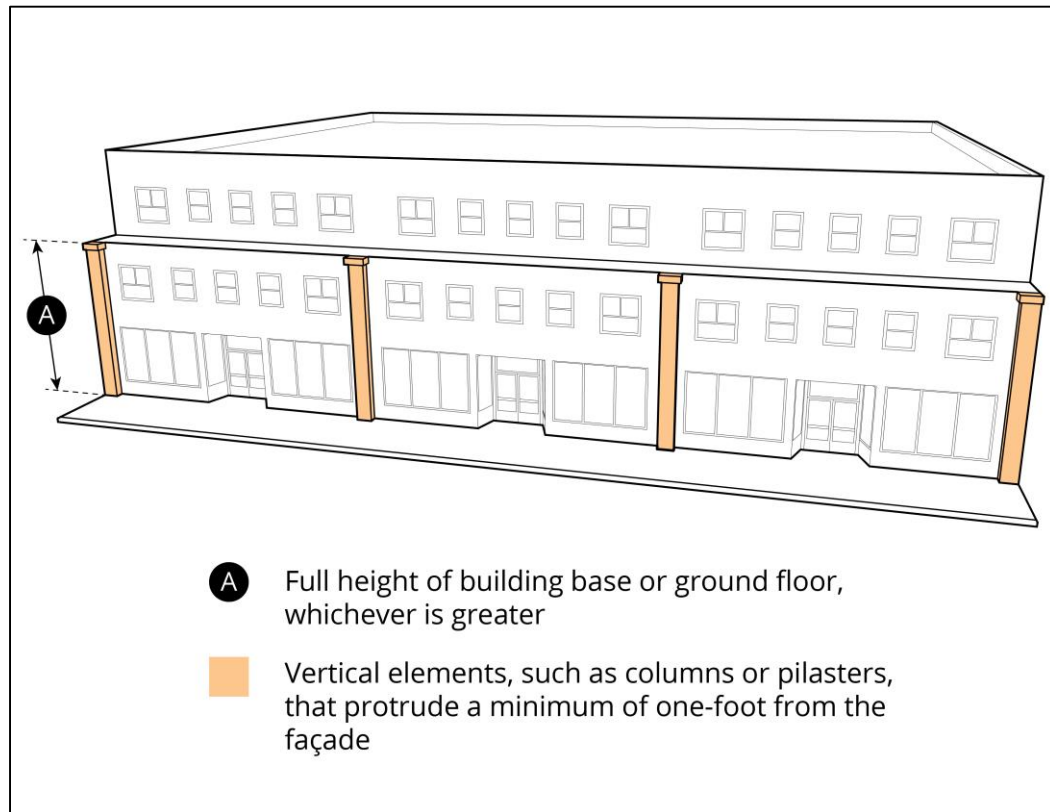 A
A
Full height of building base or ground floor,
whichever is greater
Vertical elements, such as columns or pilasters,
that protrude a minimum of one-foot from the
façade